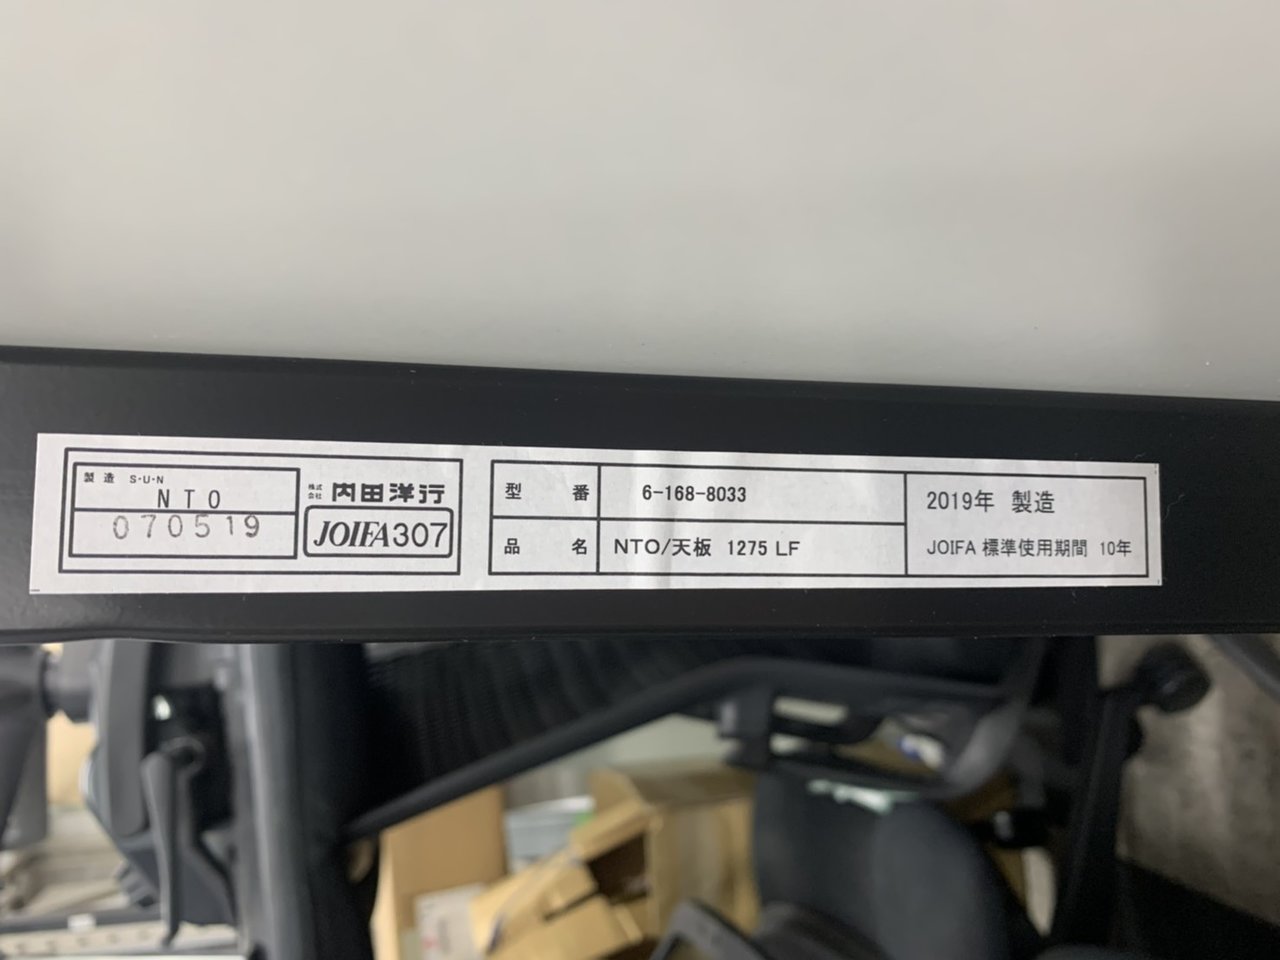 製造 S-U-N
NTO
070519
株式会社 内田洋行
JOIFA307
型番 6-168-8033
品名 NTO/天板 1275 LF
2019年 製造
JOIFA 標準使用期間 10年